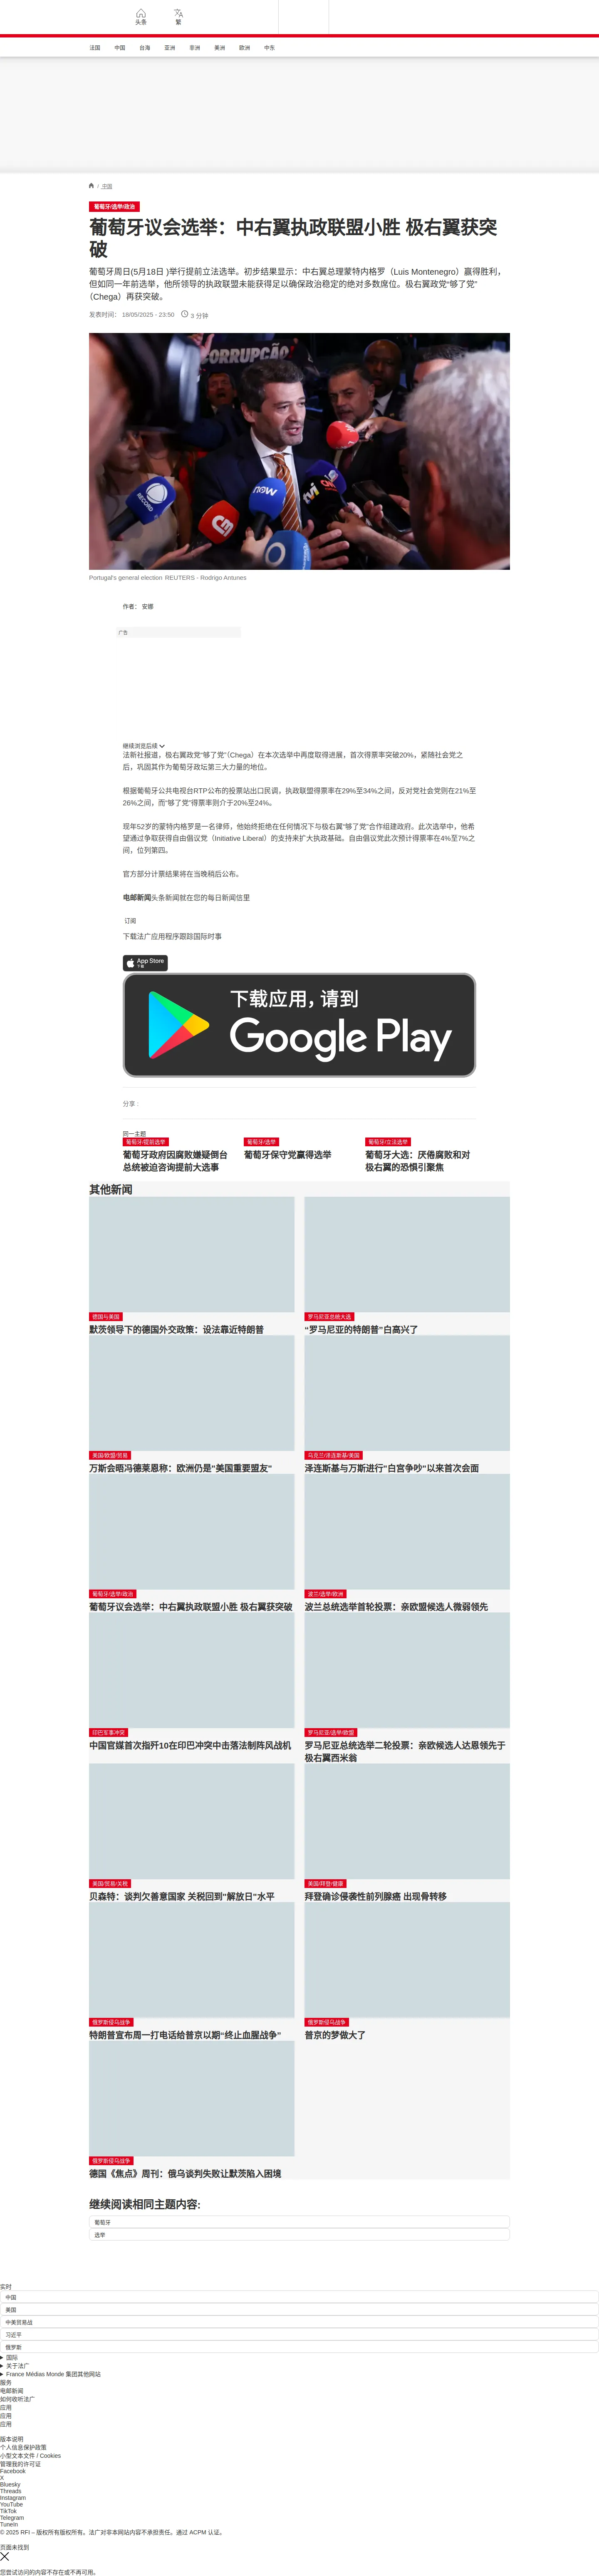 头条
繁
法国 中国 台海 亚洲 非洲 美洲 欧洲 中东
/ 中国
葡萄牙/选举/政治
葡萄牙议会选举：中右翼执政联盟小胜 极右翼获突
破
葡萄牙周日(5月18日 )举行提前立法选举。初步结果显示：中右翼总理蒙特内格罗（Luis Montenegro）赢得胜利，
但如同一年前选举，他所领导的执政联盟未能获得足以确保政治稳定的绝对多数席位。极右翼政党“够了党”
（Chega）再获突破。
发表时间： 18/05/2025 - 23:50 3 分钟
CORRUPÇÃO
RECORD
now
tvi
CNN
Portugal's general election REUTERS - Rodrigo Antunes
作者： 安娜
广告
继续浏览后续
法新社报道，极右翼政党“够了党”（Chega）在本次选举中再度取得进展，首次得票率突破20%，紧随社会党之
后，巩固其作为葡萄牙政坛第三大力量的地位。
根据葡萄牙公共电视台RTP公布的投票站出口民调，执政联盟得票率在29%至34%之间，反对党社会党则在21%至
26%之间，而“够了党”得票率则介于20%至24%。
现年52岁的蒙特内格罗是一名律师，他始终拒绝在任何情况下与极右翼“够了党”合作组建政府。此次选举中，他希
望通过争取获得自由倡议党（Initiative Liberal）的支持来扩大执政基础。自由倡议党此次预计得票率在4%至7%之
间，位列第四。
官方部分计票结果将在当晚稍后公布。
电邮新闻头条新闻就在您的每日新闻信里
订阅
下载法广应用程序跟踪国际时事
App Store
下载
下载应用，请到
Google Play
分享 :
同一主题
葡萄牙/提前选举
葡萄牙政府因腐败嫌疑倒台
总统被迫咨询提前大选事
葡萄牙/选举
葡萄牙保守党赢得选举
葡萄牙/立法选举
葡萄牙大选：厌倦腐败和对
极右翼的恐惧引聚焦
其他新闻
德国与美国
默茨领导下的德国外交政策：设法靠近特朗普
罗马尼亚总统大选
“罗马尼亚的特朗普”白高兴了
美国/欧盟/贸易
万斯会晤冯德莱恩称：欧洲仍是"美国重要盟友"
乌克兰/泽连斯基/美国
泽连斯基与万斯进行"白宫争吵"以来首次会面
葡萄牙/选举/政治
葡萄牙议会选举：中右翼执政联盟小胜 极右翼获突破
波兰/选举/欧洲
波兰总统选举首轮投票：亲欧盟候选人微弱领先
印巴军事冲突
中国官媒首次指歼10在印巴冲突中击落法制阵风战机
罗马尼亚/选举/欧盟
罗马尼亚总统选举二轮投票：亲欧候选人达恩领先于
极右翼西米翁
美国/贸易/关税
贝森特：谈判欠善意国家 关税回到"解放日"水平
美国/拜登/健康
拜登确诊侵袭性前列腺癌 出现骨转移
俄罗斯侵乌战争
特朗普宣布周一打电话给普京以期“终止血腥战争”
俄罗斯侵乌战争
普京的梦做大了
俄罗斯侵乌战争
德国《焦点》周刊：俄乌谈判失败让默茨陷入困境
继续阅读相同主题内容:
葡萄牙
选举
实时
中国
美国
中美贸易战
习近平
俄罗斯
国际
关于法广
France Médias Monde 集团其他网站
服务
电邮新闻
如何收听法广
应用
应用
应用
版本说明
个人信息保护政策
小型文本文件 / Cookies
管理我的许可证
Facebook
X
Bluesky
Threads
Instagram
YouTube
TikTok
Telegram
TuneIn
© 2025 RFI – 版权所有版权所有。法广对非本网站内容不承担责任。通过 ACPM 认证。
页面未找到
您尝试访问的内容不存在或不再可用。